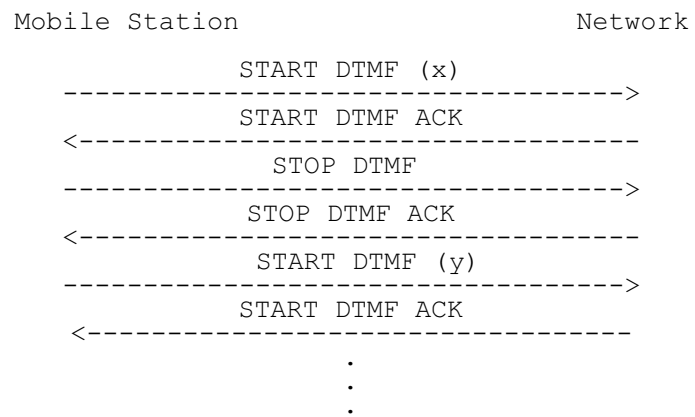 Mobile Station Network
START DTMF (x)
----------------------------------->
START DTMF ACK
<-----------------------------------
STOP DTMF
----------------------------------->
STOP DTMF ACK
<-----------------------------------
START DTMF (y)
----------------------------------->
START DTMF ACK
<----------------------------------
.
.
.